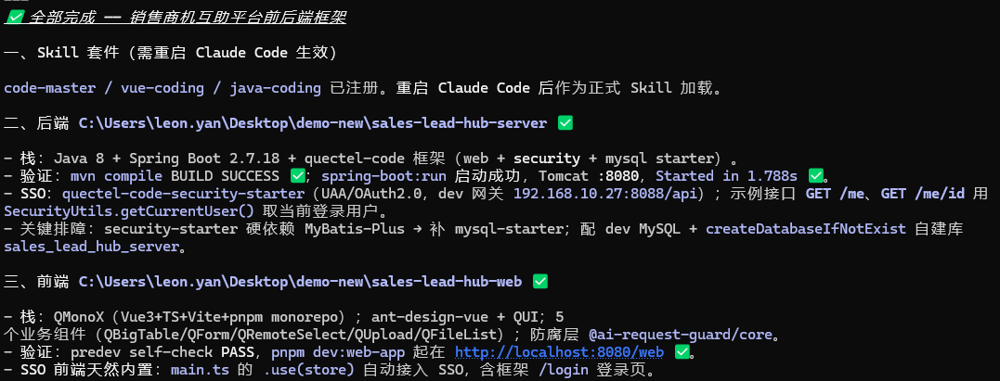 ✅ 全部完成 —— 销售商机互助平台前后端框架
一、Skill 套件（需重启 Claude Code 生效）
code-master / vue-coding / java-coding 已注册。重启 Claude Code 后作为正式 Skill 加载。
二、后端 C:\Users\leon.yan\Desktop\demo-new\sales-lead-hub-server ✅
- 栈：Java 8 + Spring Boot 2.7.18 + quectel-code 框架（web + security + mysql starter）。
- 验证：mvn compile BUILD SUCCESS ✅；spring-boot:run 启动成功，Tomcat :8080，Started in 1.788s ✅。
- SSO：quectel-code-security-starter（UAA/OAuth2.0，dev 网关 192.168.10.27:8088/api）；示例接口 GET /me、GET /me/id 用
SecurityUtils.getCurrentUser() 取当前登录用户。
- 关键排障：security-starter 硬依赖 MyBatis-Plus → 补 mysql-starter；配 dev MySQL + createDatabaseIfNotExist 自建库
sales_lead_hub_server。
三、前端 C:\Users\leon.yan\Desktop\demo-new\sales-lead-hub-web ✅
- 栈：QMonoX（Vue3+TS+Vite+pnpm monorepo）；ant-design-vue + QUI；5
个业务组件（QBigTable/QForm/QRemoteSelect/QUpload/QFileList）；防腐层 @ai-request-guard/core。
- 验证：predev self-check PASS，pnpm dev:web-app 起在 http://localhost:8080/web ✅。
- SSO 前端天然内置：main.ts 的 .use(store) 自动接入 SSO，含框架 /login 登录页。